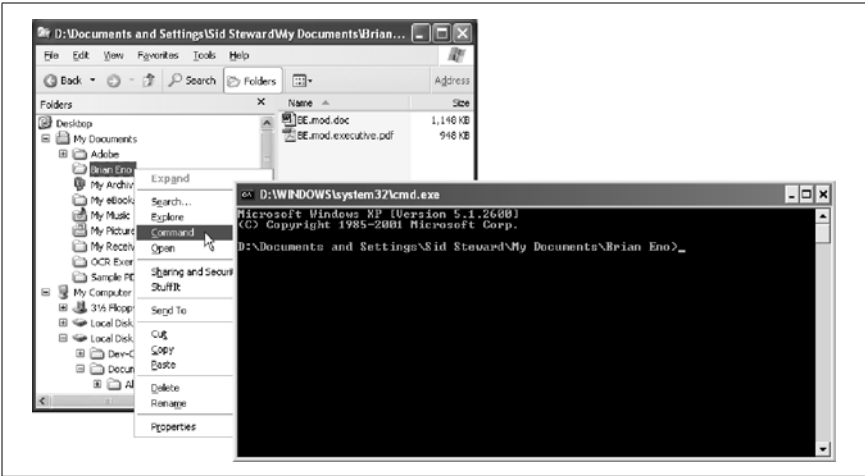 D:\Documents and Settings\Sid Steward\My Documents\Brian...
File Edit View Favorites Tools Help
Back Search Folders Address
Folders × Name Size
Desktop
My Documents
Adobe
Brian Eno
My Archiv
My eBook
My Music
My Picture
My Receiv
OCR Exer
Sample PD
My Computer
3½ Flopp
Local Disk
Local Disk
Dev-C
Docun
Al
BE.mod.doc 1,148 KB
BE.mod.executive.pdf 948 KB
Expand
Search...
Explore
Command
Open
Sharing and Securi
StuffIt
Send To
Cut
Copy
Paste
Delete
Rename
Properties
D:\WINDOWS\system32\cmd.exe
Microsoft Windows XP [Version 5.1.2600]
(C) Copyright 1985-2001 Microsoft Corp.
D:\Documents and Settings\Sid Steward\My Documents\Brian Eno>_